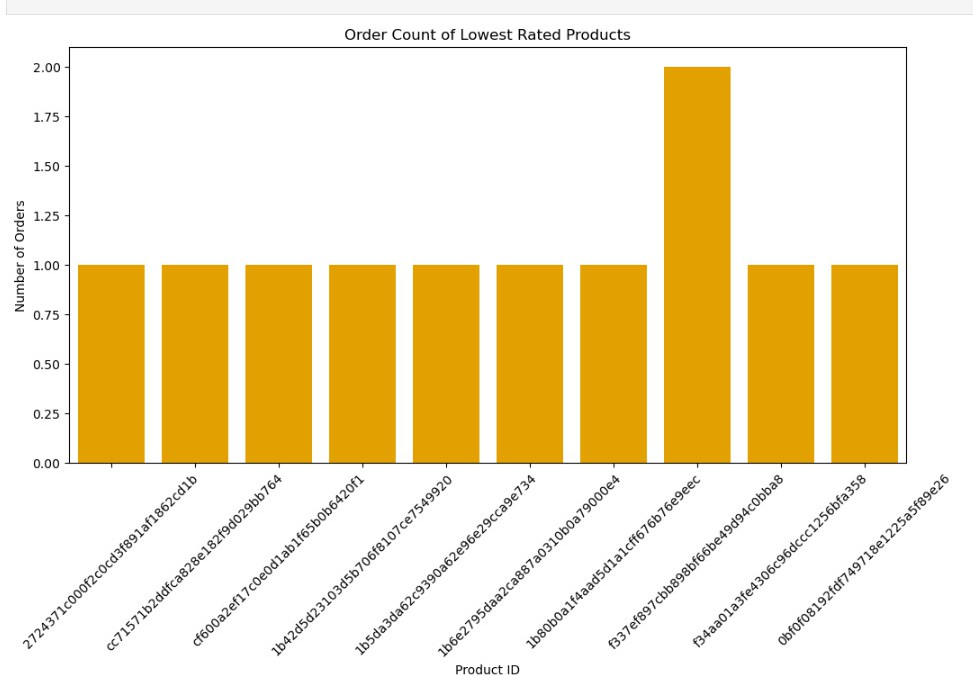 Order Count of Lowest Rated Products
2.00
1.75
1.50
1.25
1.00
0.75
0.50
0.25
0.00
Number of Orders
2724371c000f2c0cd3f891af1862cd1b
cc71571b2ddfca828e182f9d029bb764
cf600a2ef17c0e0d1ab1f65b0b6420f1
1b42d5d23103d5b706f8107ce7549920
1b5da3da62c9390a62e96e29cca9e734
1b6e2795daa2ca887a0310b0a79000e4
1b80b0a1f4aad5d1a1cff676b76e9eec
f337ef897cbb898bf66be49d94c0bba8
f34aa01a3fe4306c96dccc1256bfa358
0bf0f08192fdf749718e1225a5f89e26
Product ID